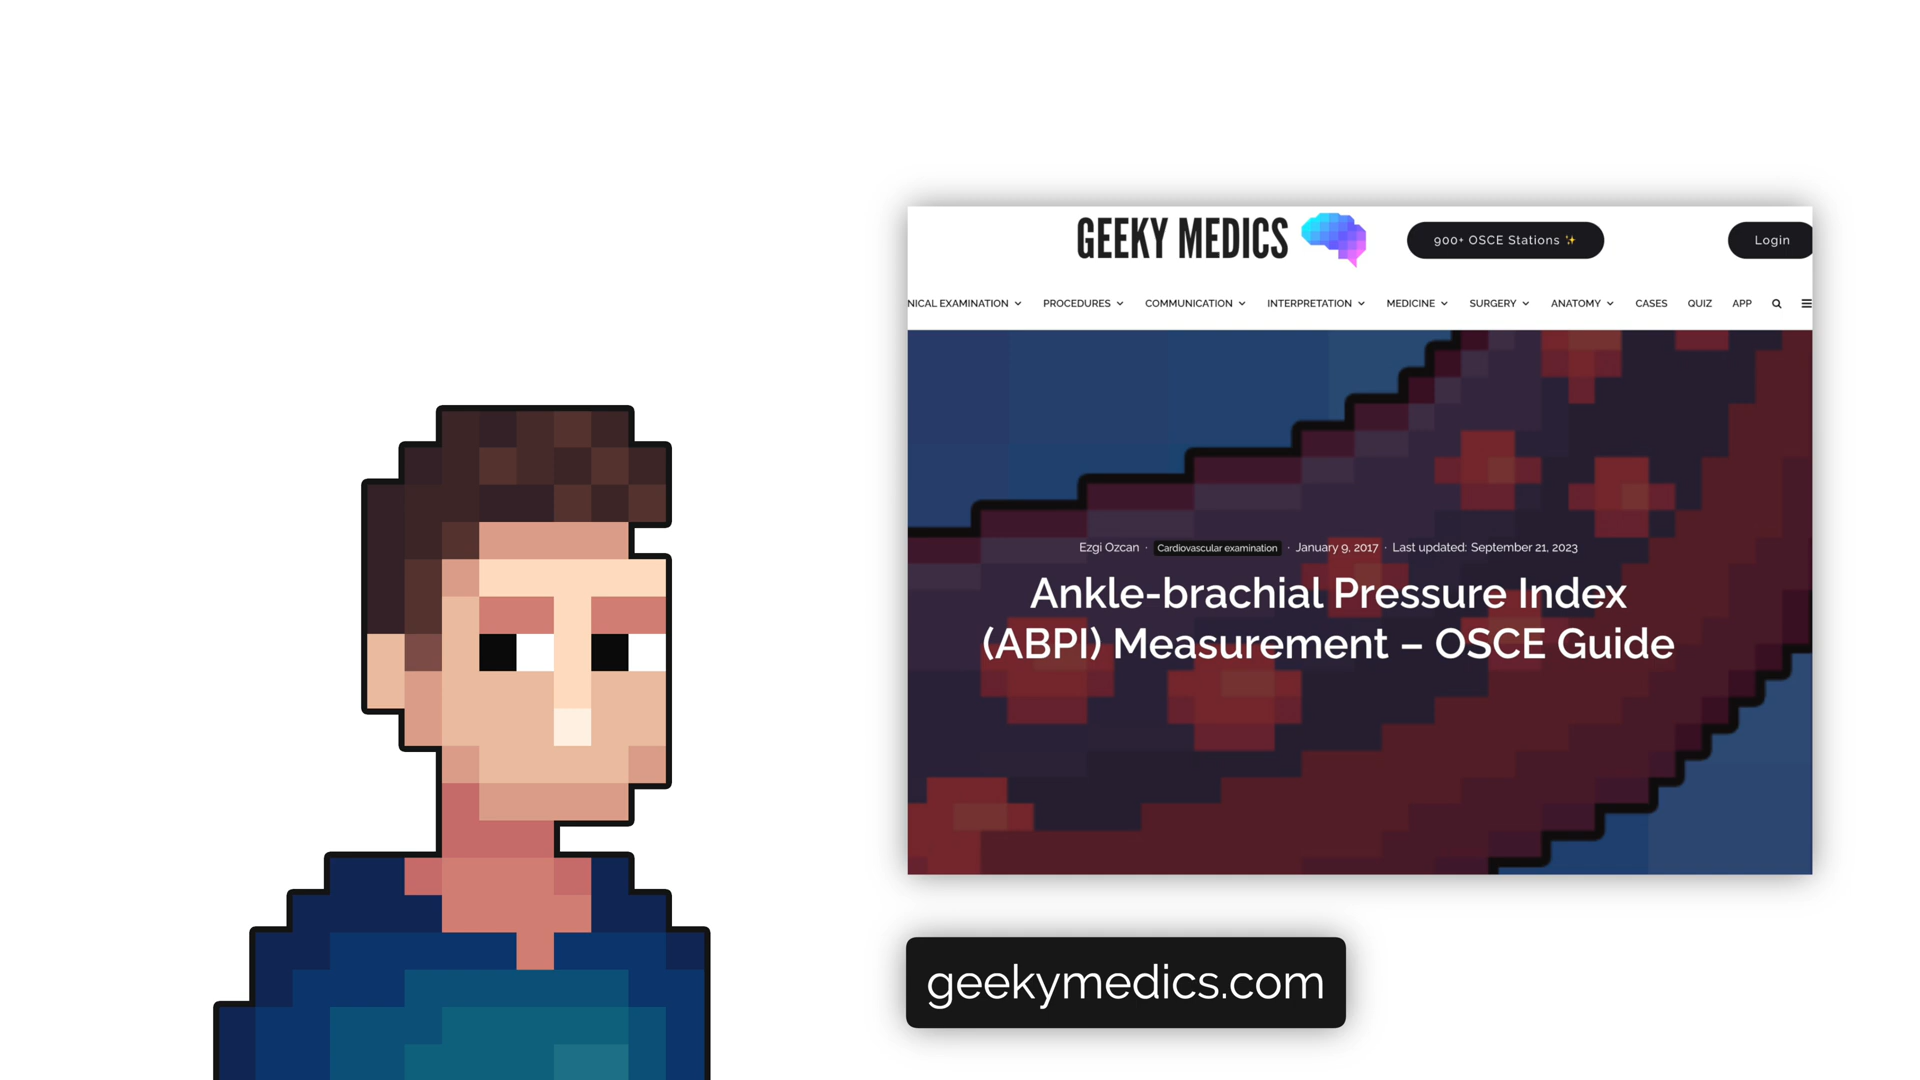 GEEKY MEDICS
900+ OSCE Stations ✨
Login
NICAL EXAMINATION
PROCEDURES
COMMUNICATION
INTERPRETATION
MEDICINE
SURGERY
ANATOMY
CASES
QUIZ
APP
Ezgi Ozcan · Cardiovascular examination · January 9, 2017 · Last updated: September 21, 2023
Ankle-brachial Pressure Index
(ABPI) Measurement – OSCE Guide
geekymedics.com